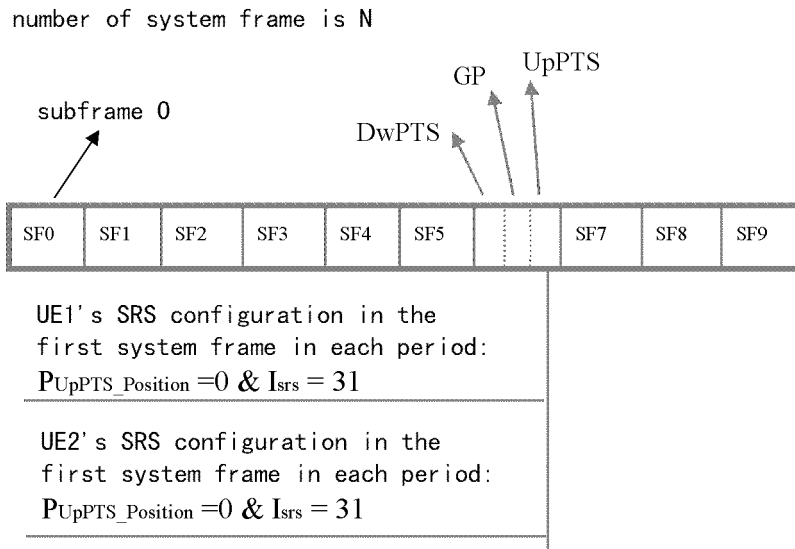 number of system frame is N
subframe 0
DwPTS
GP
UpPTS
SF0 SF1 SF2 SF3 SF4 SF5 SF7 SF8 SF9
UE1's SRS configuration in the
first system frame in each period:
PUpPTS_Position =0 & Isrs = 31
UE2's SRS configuration in the
first system frame in each period:
PUpPTS_Position =0 & Isrs = 31